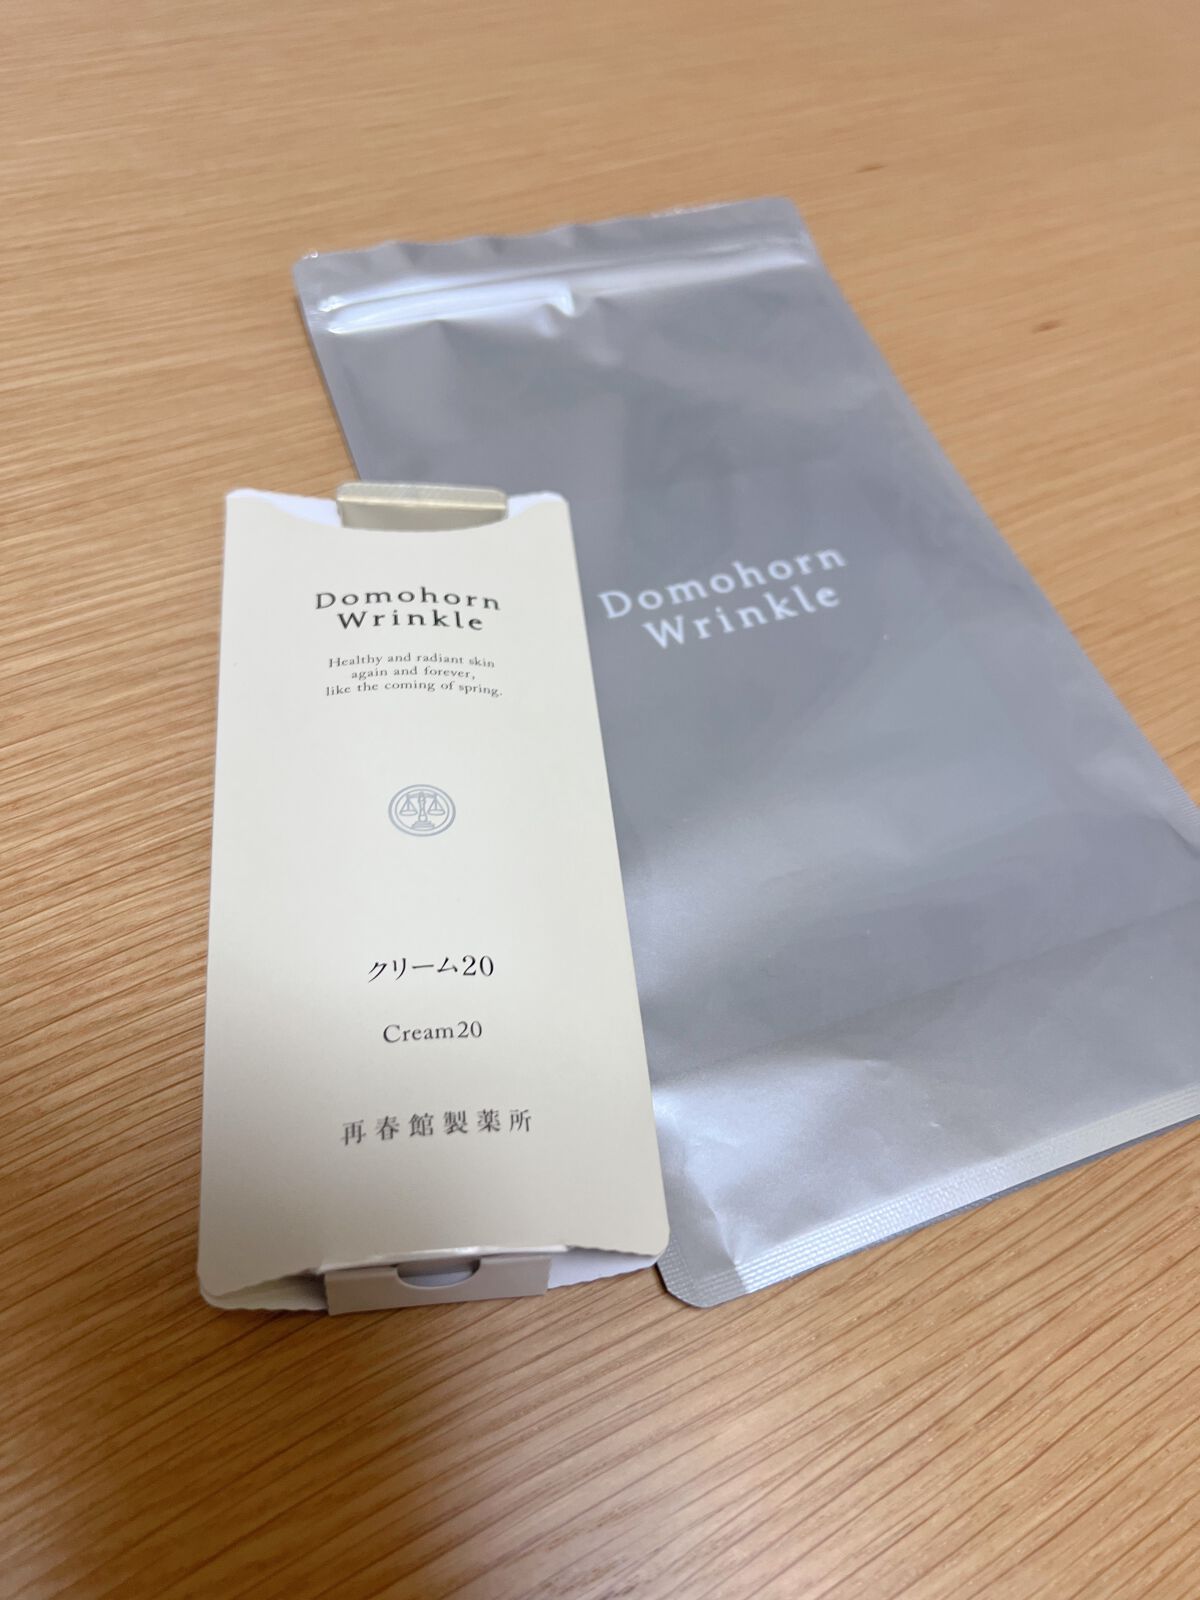 Domohorn
Wrinkle
Healthy and radiant skin
again and forever,
like the coming of spring.
クリーム20
Cream20
再春館製薬所
Domohorn
Wrinkle